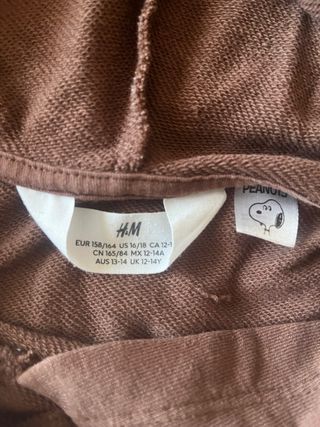 H&M
EUR 158/164 US 16/18 CA 12-1
CN 165/84 MX 12-14A
AUS 13-14 UK 12-14Y
PEANUTS